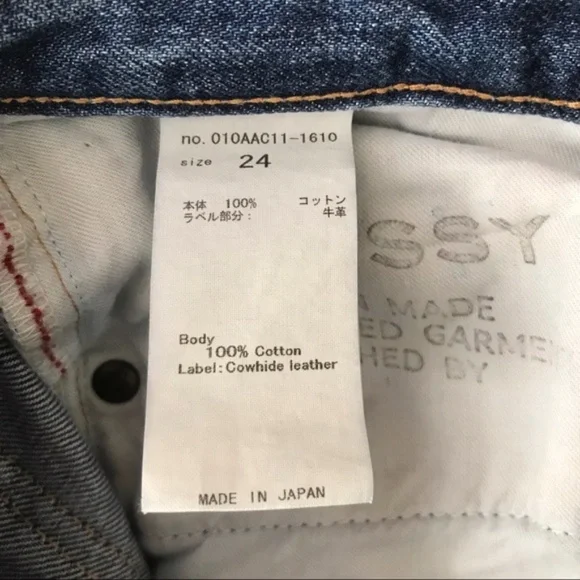 no. 010AAC11-1610
size 24
本体 100% コットン
ラベル部分: 牛革
Body
100% Cotton
Label:Cowhide leather
MADE IN JAPAN
SSY
MADE
ED GARME
HED BY